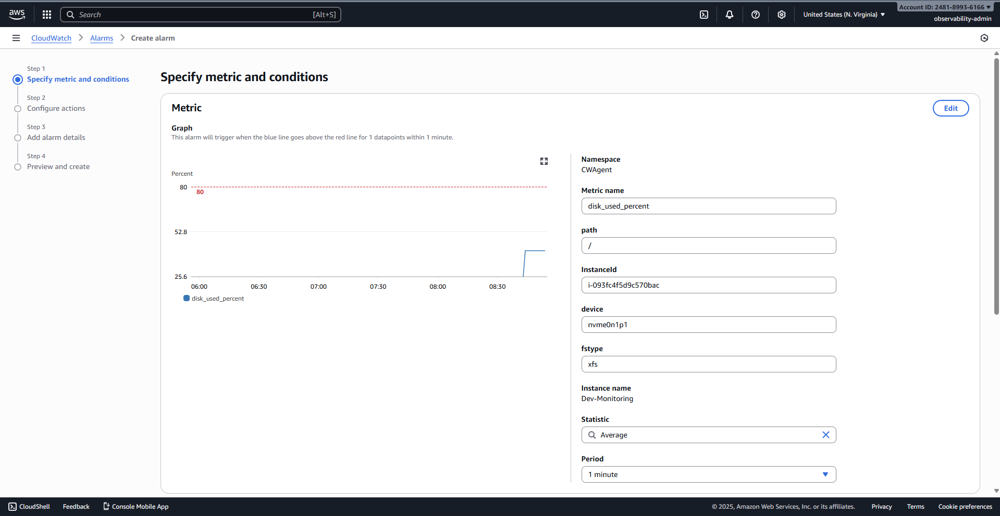 aws
Search [Alt+S]
United States (N. Virginia)
Account ID: 2481-8993-6166
observability-admin
CloudWatch > Alarms > Create alarm
Step 1
Specify metric and conditions
Step 2
Configure actions
Step 3
Add alarm details
Step 4
Preview and create
Specify metric and conditions
Metric
Edit
Graph
This alarm will trigger when the blue line goes above the red line for 1 datapoints within 1 minute.
Percent
80
80
52.8
25.6
06:00 06:30 07:00 07:30 08:00 08:30
disk_used_percent
Namespace
CWAgent
Metric name
disk_used_percent
path
/
InstanceId
i-093fc4f5d9c570bac
device
nvme0n1p1
fstype
xfs
Instance name
Dev-Monitoring
Statistic
Average
Period
1 minute
CloudShell Feedback Console Mobile App © 2025, Amazon Web Services, Inc. or its affiliates. Privacy Terms Cookie preferences